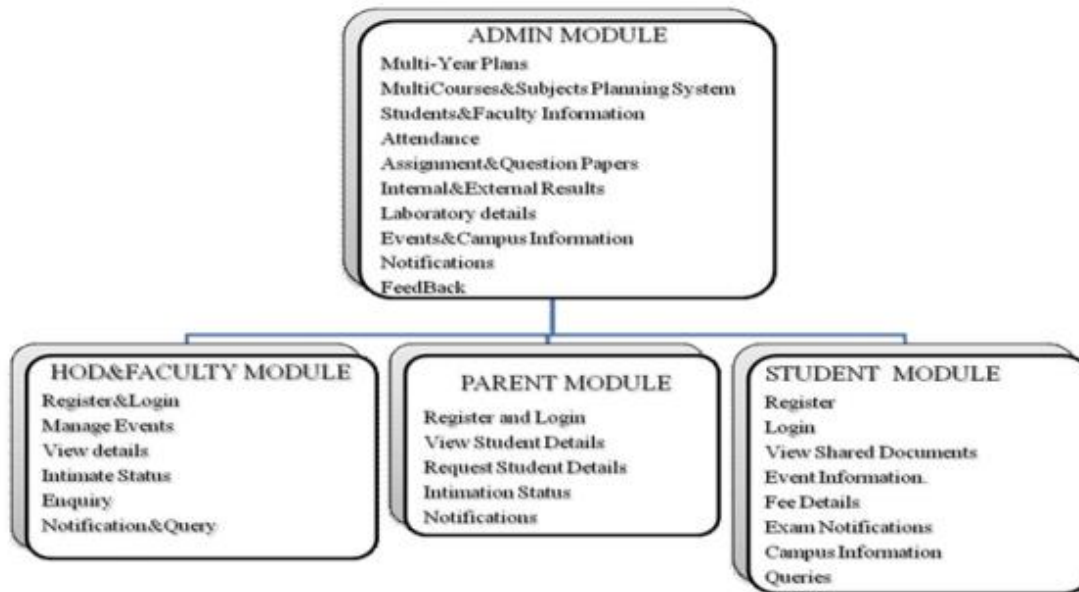 ADMIN MODULE
Multi-Year Plans
MultiCourses&Subjects Planning System
Students&Faculty Information
Attendance
Assignment&Question Papers
Internal&External Results
Laboratory details
Events&Campus Information
Notifications
FeedBack
HOD&FACULTY MODULE
Register&Login
Manage Events
View details
Intimate Status
Enquiry
Notification&Query
PARENT MODULE
Register and Login
View Student Details
Request Student Details
Intimation Status
Notifications
STUDENT MODULE
Register
Login
View Shared Documents
Event Information.
Fee Details
Exam Notifications
Campus Information
Queries